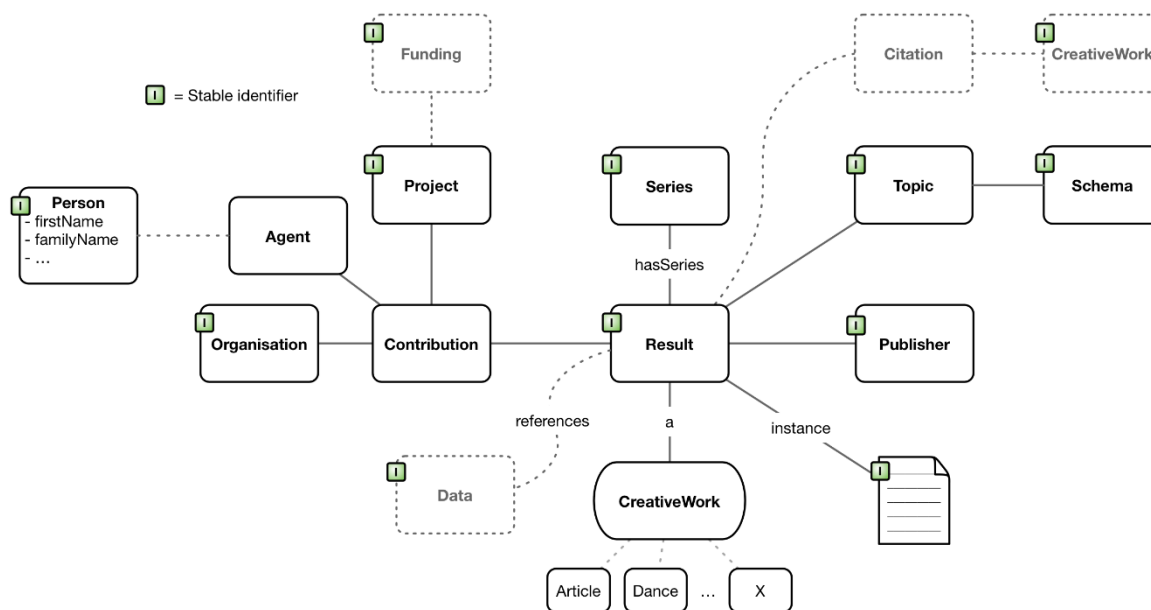 I
Funding
Citation
I
CreativeWork
I = Stable identifier
I
Project
I
Series
I
Topic
I
Schema
I
Person
- firstName
- familyName
- ...
Agent
hasSeries
I
Organisation
Contribution
I
Result
I
Publisher
references
a
instance
I
Data
CreativeWork
I
Article
Dance
...
X